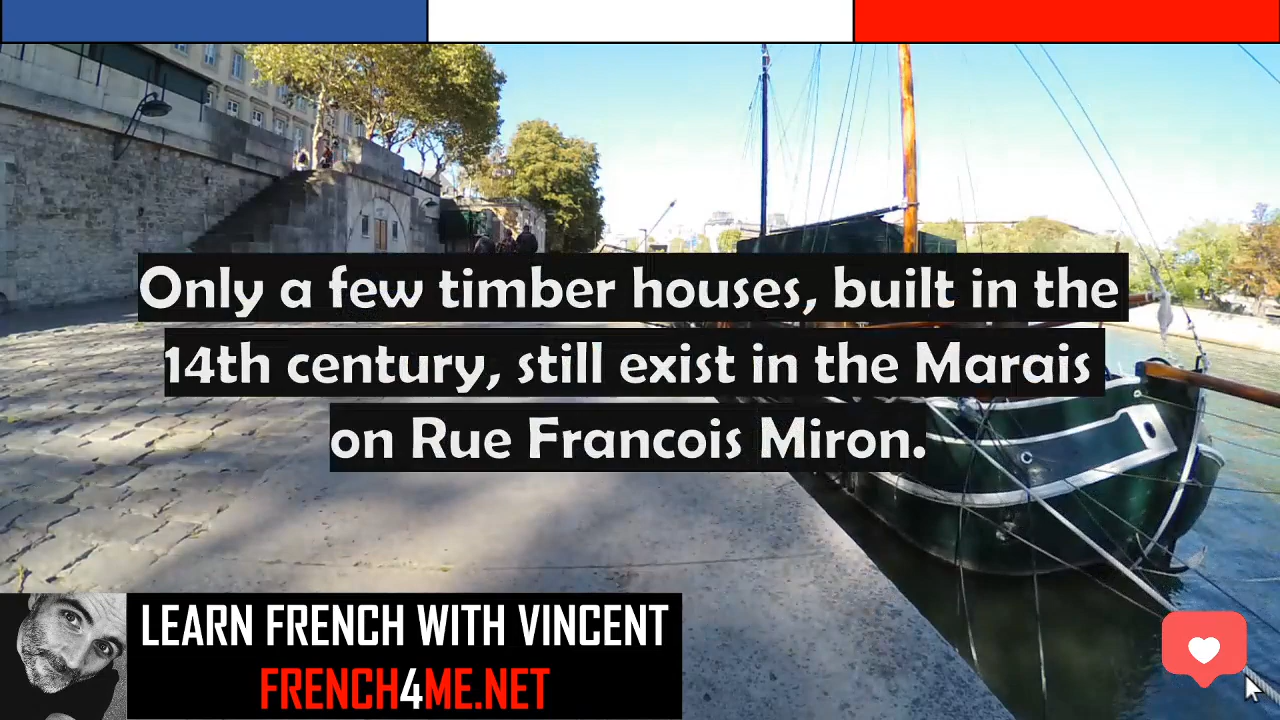 Only a few timber houses, built in the
14th century, still exist in the Marais
on Rue Francois Miron.
LEARN FRENCH WITH VINCENT
FRENCH4ME.NET